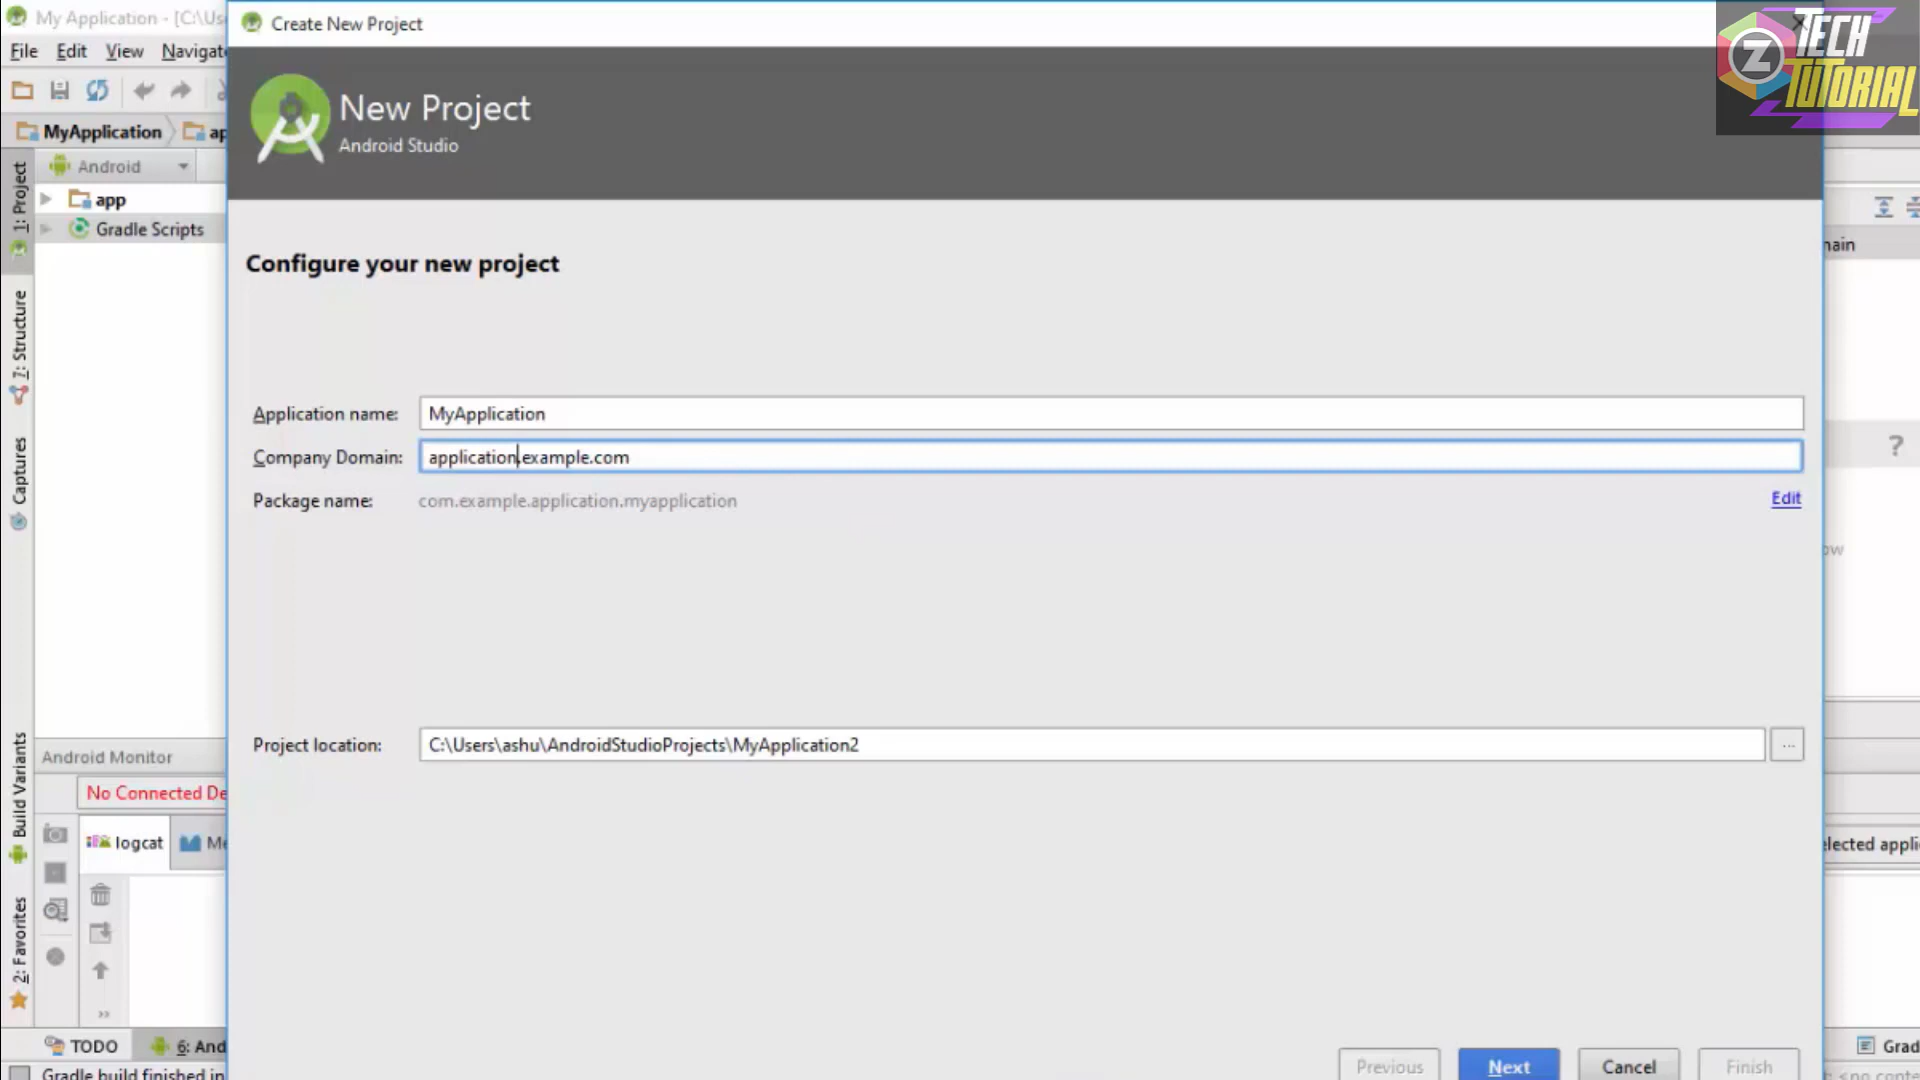 My Application - [C:\Us
Create New Project
Z TECH
TUTORIAL
File Edit View Navigat
New Project
Android Studio
MyApplication ap
Android
app
Gradle Scripts
1: Project
7: Structure
Captures
Build Variants
2: Favorites
Configure your new project
Application name: MyApplication
Company Domain: application.example.com
Package name: com.example.application.myapplication
Edit
?
Project location: C:\Users\ashu\AndroidStudioProjects\MyApplication2 ...
Android Monitor
No Connected De
logcat
lected appli
>>
TODO
6: And
Previous Next Cancel Finish
Grad
Gradle build finished in
<no conte